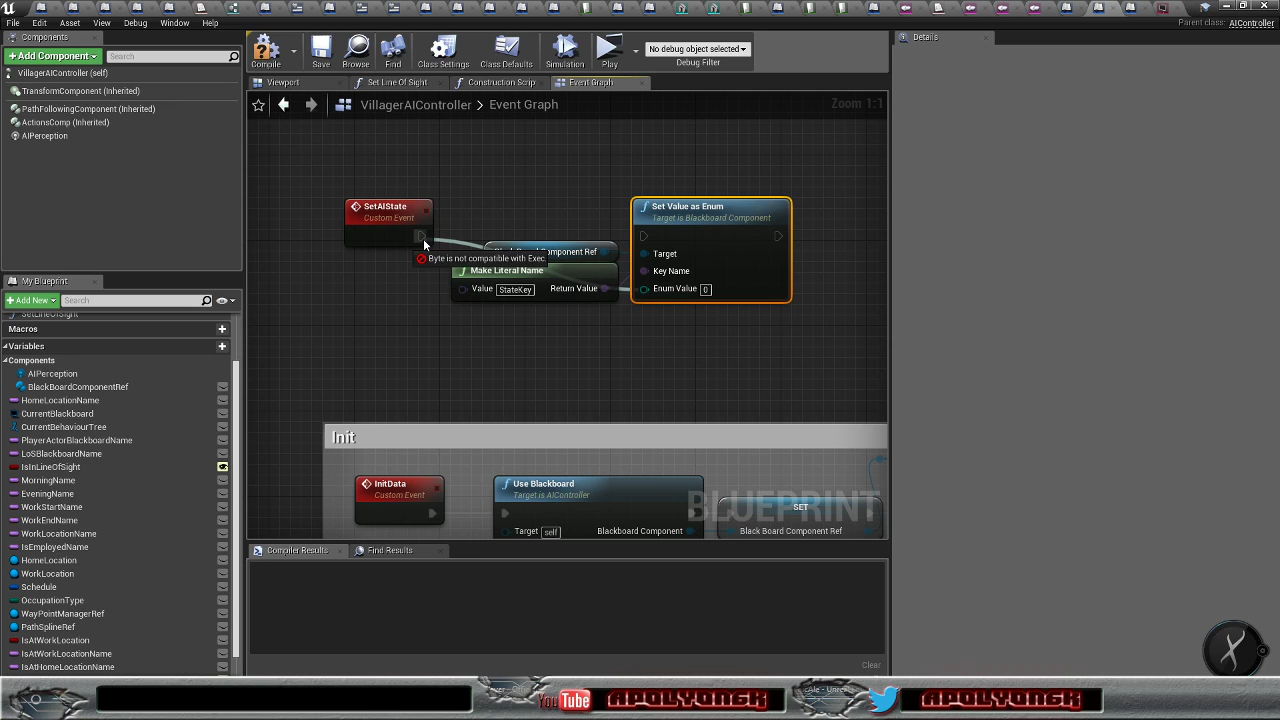 File Edit Asset View Debug Window Help
Parent class: AIController
Components
+ Add Component
Search
VillagerAIController (self)
TransformComponent (Inherited)
PathFollowingComponent (Inherited)
ActionsComp (Inherited)
AIPerception
My Blueprint
+ Add New
Search
SetLineOfSight
Macros
Variables
Components
AIPerception
BlackBoardComponentRef
HomeLocationName
CurrentBlackboard
CurrentBehaviourTree
PlayerActorBlackboardName
LoSBlackboardName
IsInLineOfSight
MorningName
EveningName
WorkStartName
WorkEndName
WorkLocationName
IsEmployedName
HomeLocation
WorkLocation
Schedule
OccupationType
WayPointManagerRef
PathSplineRef
IsAtWorkLocation
IsAtWorkLocationName
IsAtHomeLocationName
Compile
Save
Browse
Find
Class Settings
Class Defaults
Simulation
Play
No debug object selected
Debug Filter
Viewport
Set Line Of Sight
Construction Scrip
Event Graph
VillagerAIController > Event Graph
Zoom 1:1
SetAIState
Custom Event
Component Ref
Byte is not compatible with Exec.
Make Literal Name
Value StateKey Return Value
Set Value as Enum
Target is Blackboard Component
Target
Key Name
Enum Value 0
Init
InitData
Custom Event
Use Blackboard
Target is AIController
Target self Blackboard Component
SET
Black Board Component Ref
BLUEPRINT
Compiler Results
Find Results
Clear
Details
You Tube
APOLYONGK
APOLYONGK